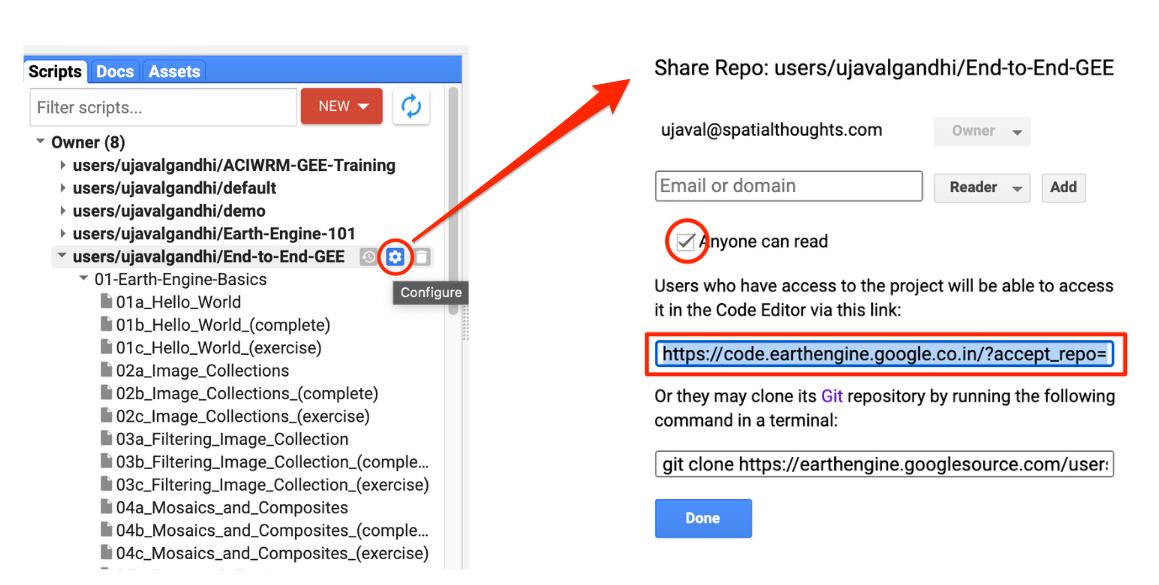 Scripts Docs Assets
Filter scripts...
NEW
Owner (8)
users/ujavalgandhi/ACIWRM-GEE-Training
users/ujavalgandhi/default
users/ujavalgandhi/demo
users/ujavalgandhi/Earth-Engine-101
users/ujavalgandhi/End-to-End-GEE
Configure
01-Earth-Engine-Basics
01a_Hello_World
01b_Hello_World_(complete)
01c_Hello_World_(exercise)
02a_Image_Collections
02b_Image_Collections_(complete)
02c_Image_Collections_(exercise)
03a_Filtering_Image_Collection
03b_Filtering_Image_Collection_(comple...
03c_Filtering_Image_Collection_(exercise)
04a_Mosaics_and_Composites
04b_Mosaics_and_Composites_(comple...
04c_Mosaics_and_Composites_(exercise)
Share Repo: users/ujavalgandhi/End-to-End-GEE
ujaval@spatialthoughts.com Owner
Email or domain Reader Add
Anyone can read
Users who have access to the project will be able to access
it in the Code Editor via this link:
https://code.earthengine.google.co.in/?accept_repo=
Or they may clone its Git repository by running the following
command in a terminal:
git clone https://earthengine.googlesource.com/users
Done